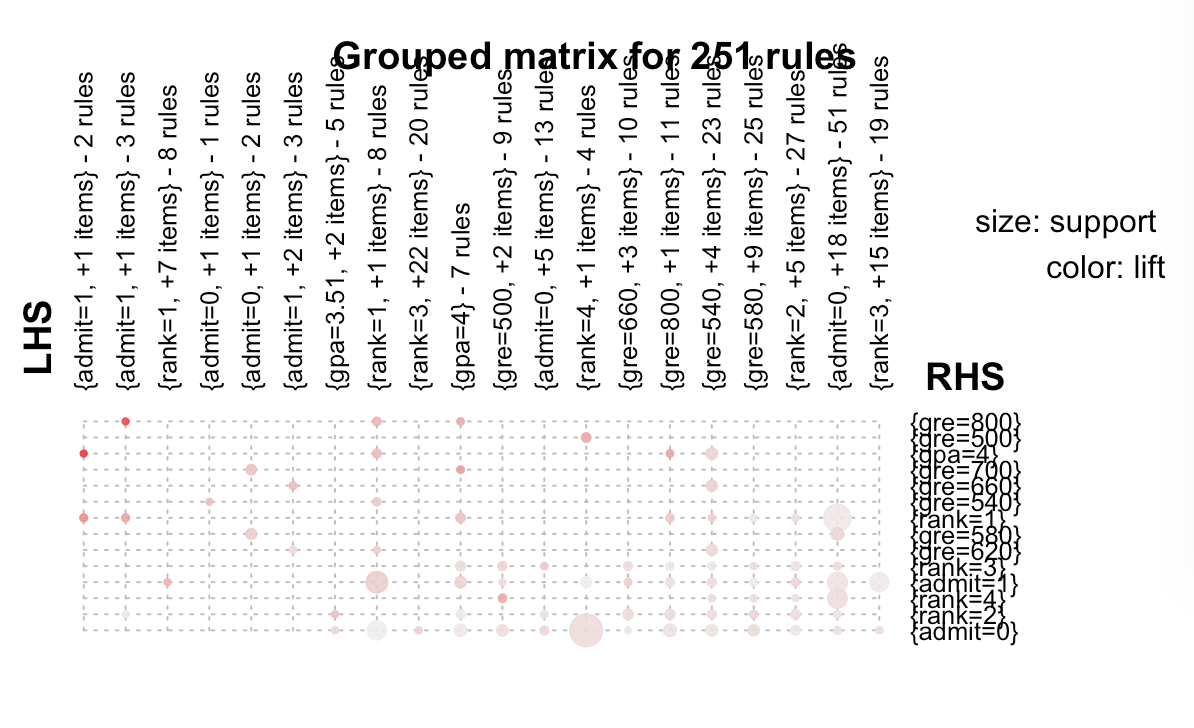 Grouped matrix for 251 rules
size: support
color: lift
LHS
{admit=1, +1 items} - 2 rules
{admit=1, +1 items} - 3 rules
{rank=1, +7 items} - 8 rules
{admit=0, +1 items} - 1 rules
{admit=0, +1 items} - 2 rules
{admit=1, +2 items} - 3 rules
{gpa=3.51, +2 items} - 5 rules
{rank=1, +1 items} - 8 rules
{rank=3, +22 items} - 20 rules
{gpa=4} - 7 rules
{gre=500, +2 items} - 9 rules
{admit=0, +5 items} - 13 rules
{rank=4, +1 items} - 4 rules
{gre=660, +3 items} - 10 rules
{gre=800, +1 items} - 11 rules
{gre=540, +4 items} - 23 rules
{gre=580, +9 items} - 25 rules
{rank=2, +5 items} - 27 rules
{admit=0, +18 items} - 51 rules
{rank=3, +15 items} - 19 rules
RHS
{gre=800}
{gre=500}
{gpa=4}
{gre=700}
{gre=660}
{gre=540}
{rank=1}
{gre=580}
{gre=620}
{rank=3}
{admit=1}
{rank=4}
{rank=2}
{admit=0}